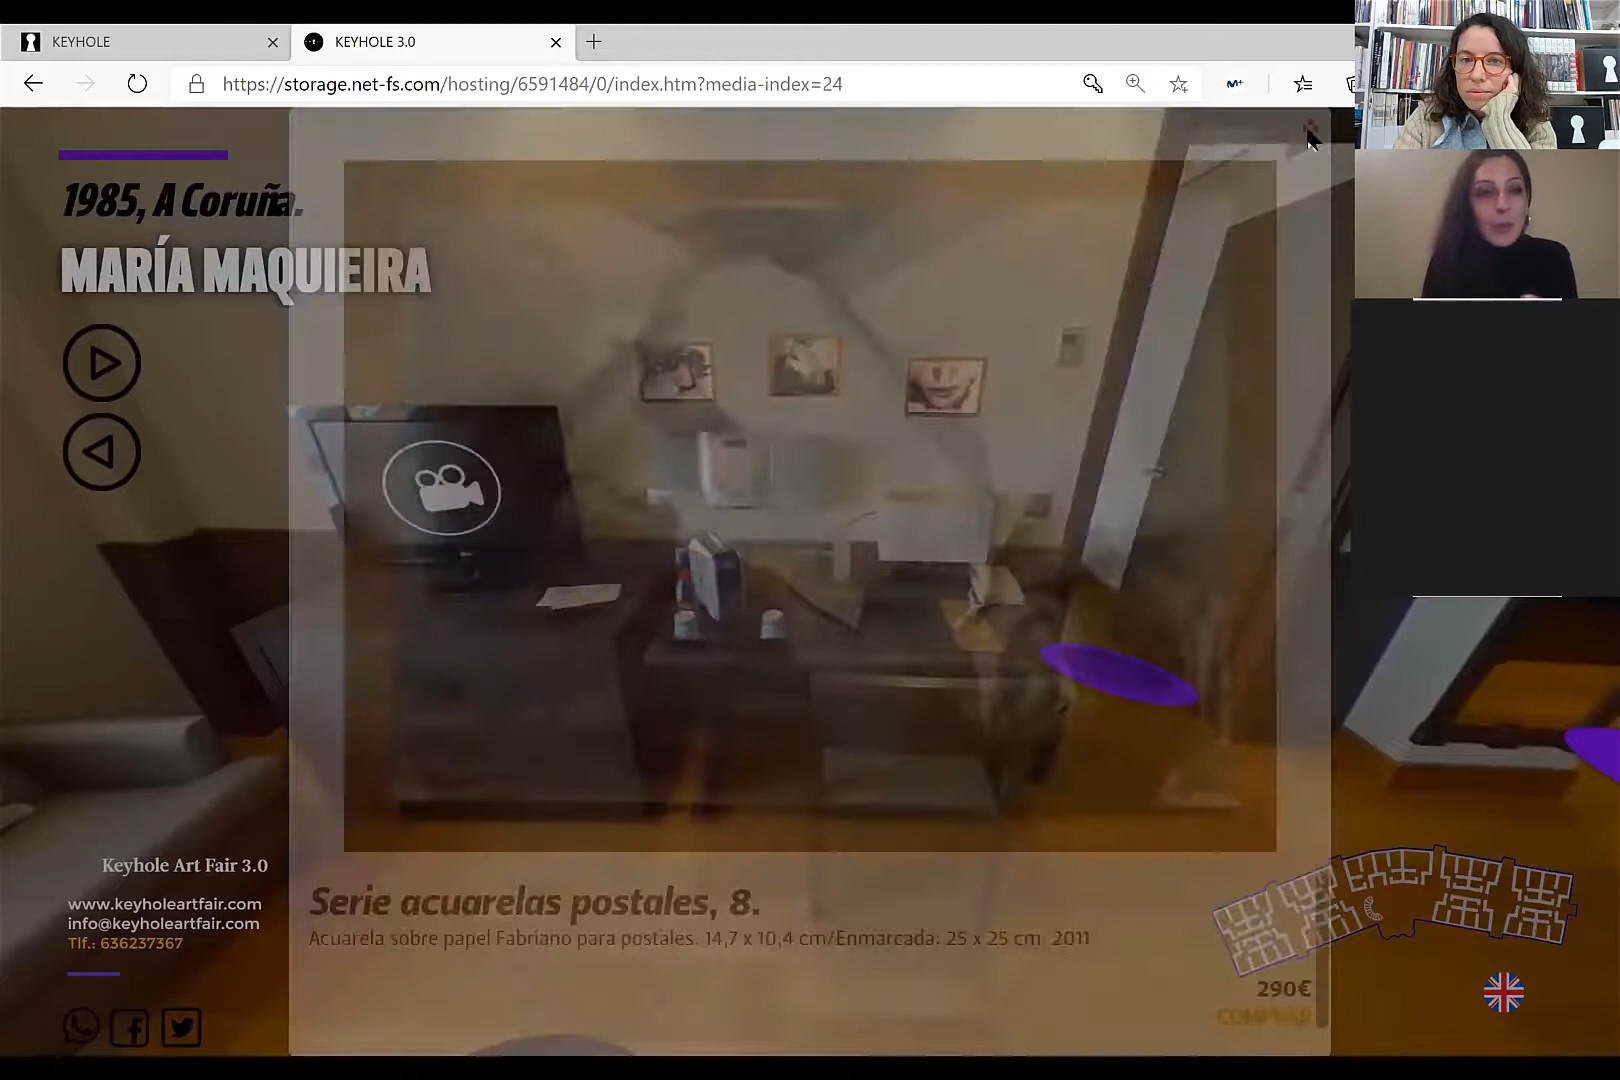 KEYHOLE
KEYHOLE 3.0
https://storage.net-fs.com/hosting/6591484/0/index.htm?media-index=24
1985, A Coruña.
MARÍA MAQUIEIRA
Keyhole Art Fair 3.0
www.keyholeartfair.com
info@keyholeartfair.com
Tlf.: 636237367
Serie acuarelas postales, 8.
Acuarela sobre papel Fabriano para postales. 14,7 x 10,4 cm/Enmarcada: 25 x 25 cm 2011
290€
COMPRAR